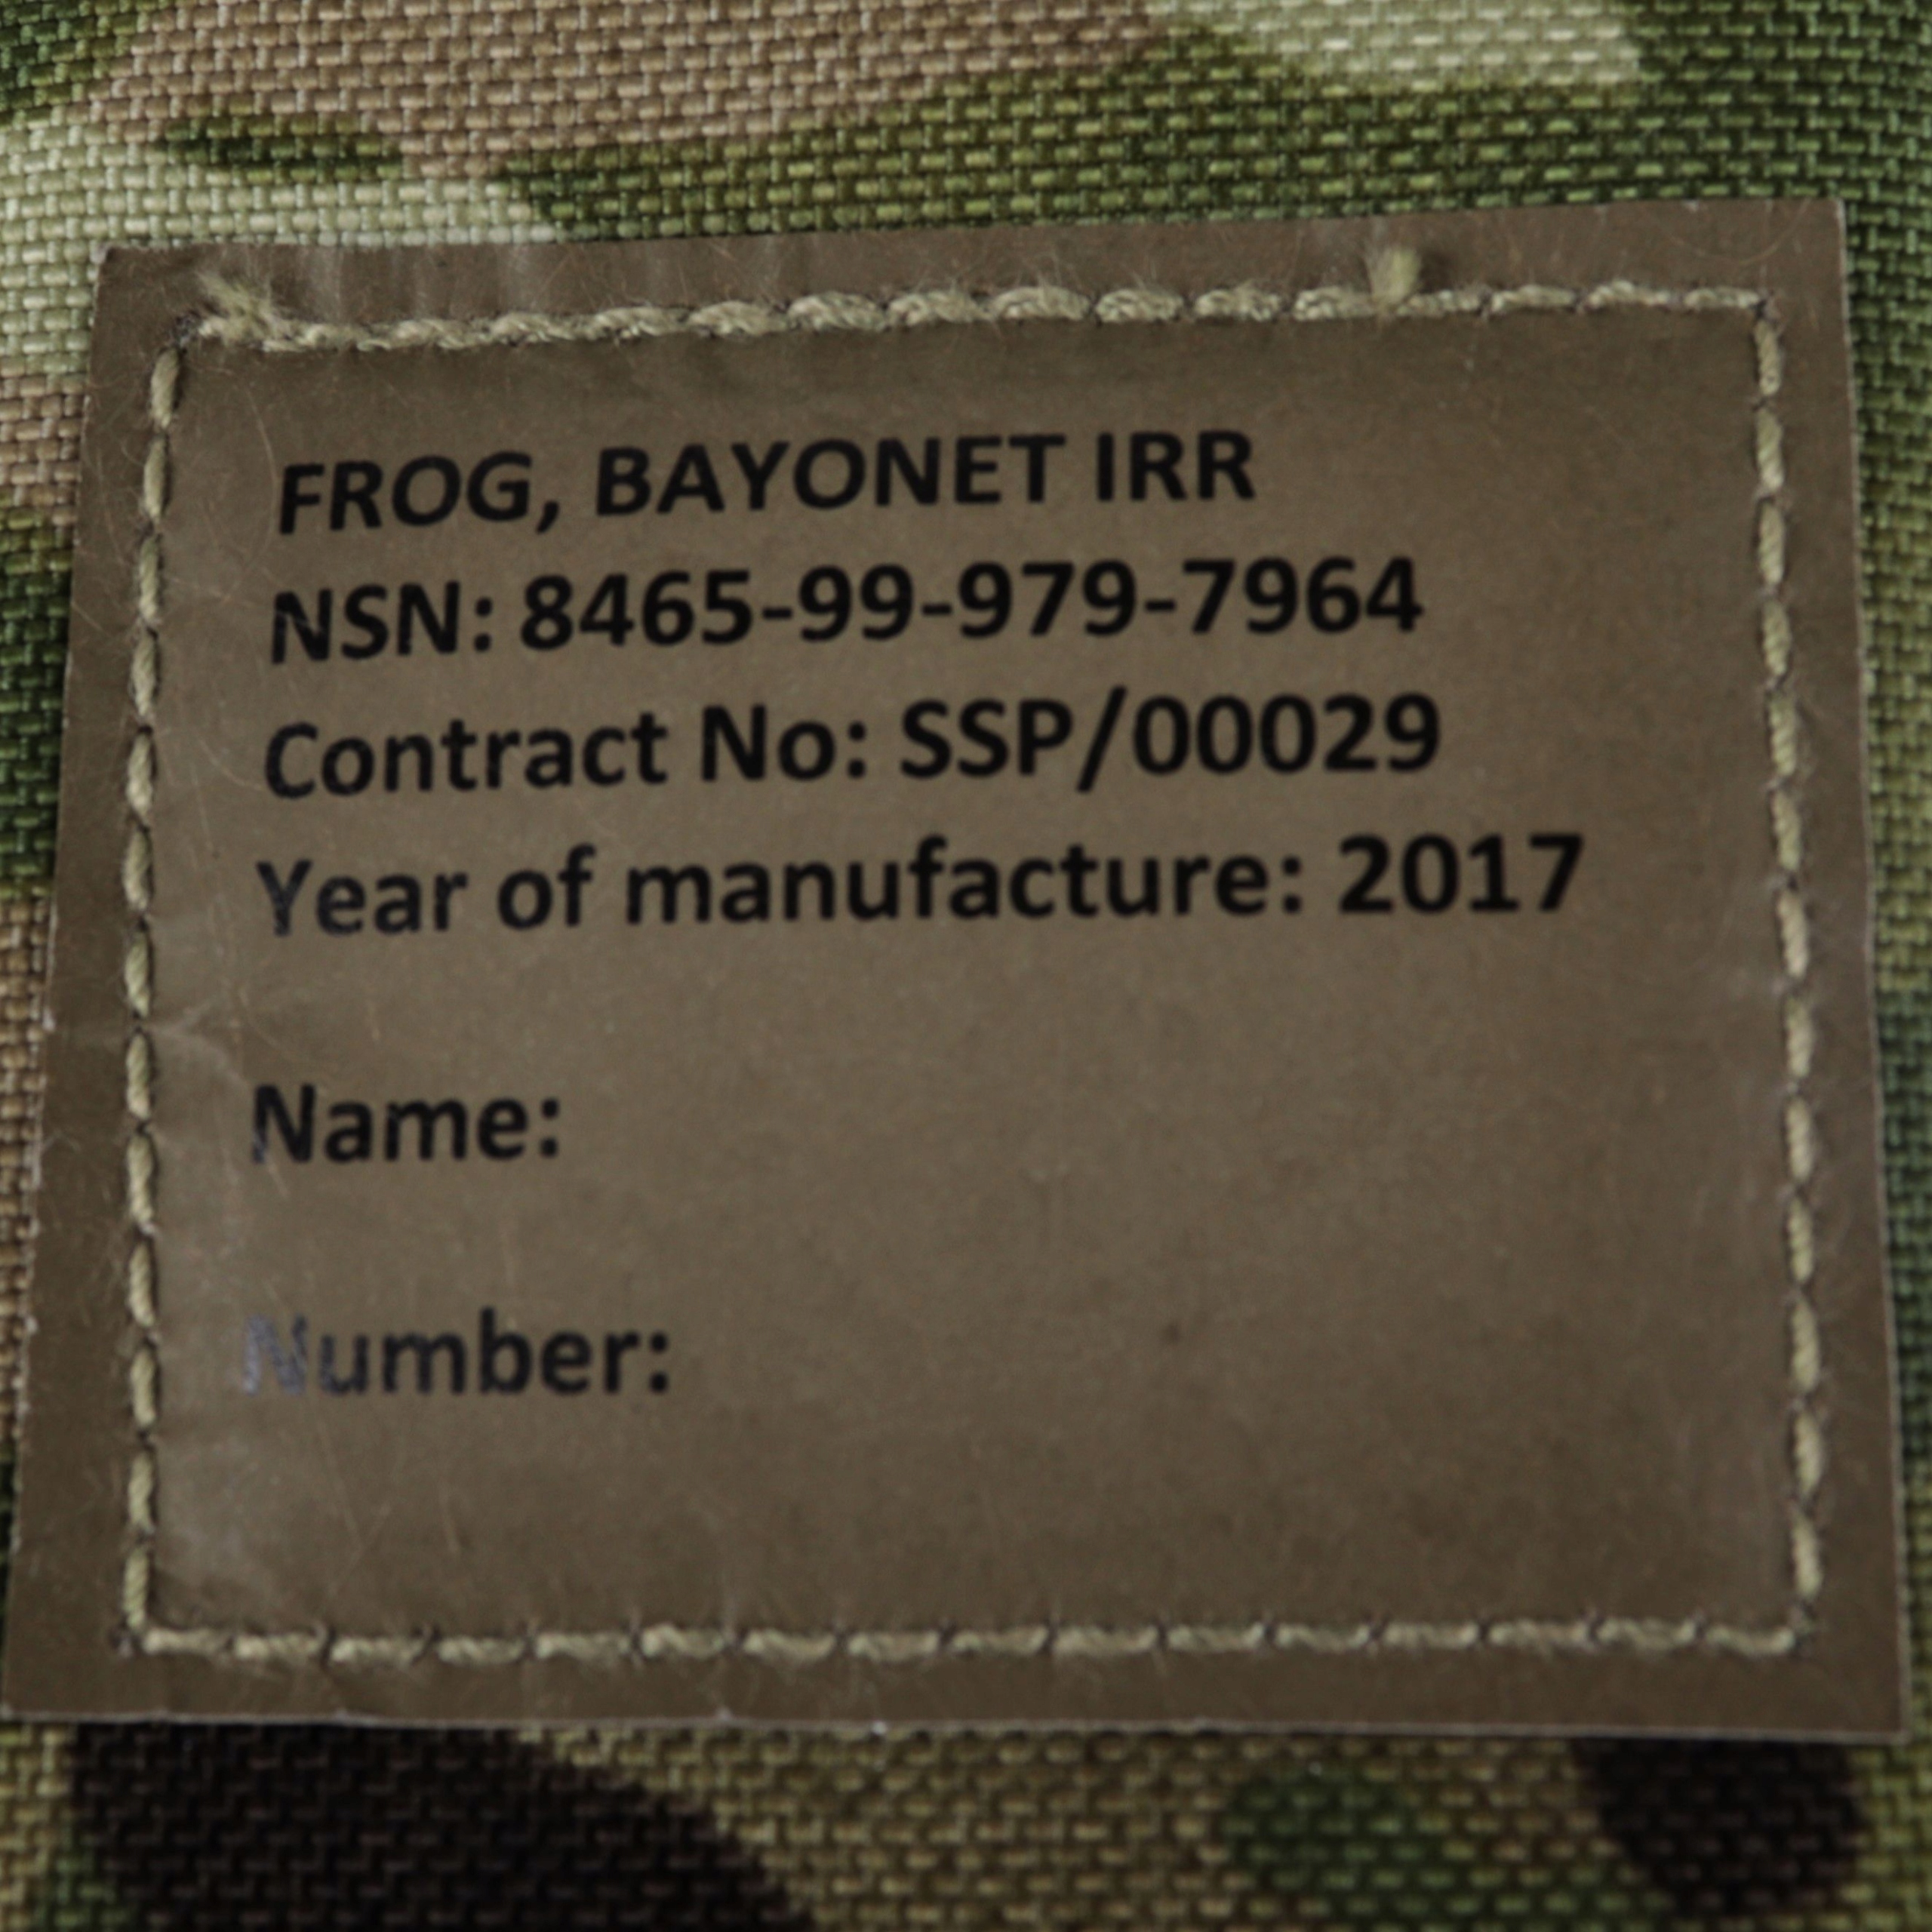 FROG, BAYONET IRR
NSN: 8465-99-979-7964
Contract No: SSP/00029
Year of manufacture: 2017
Name:
Number: